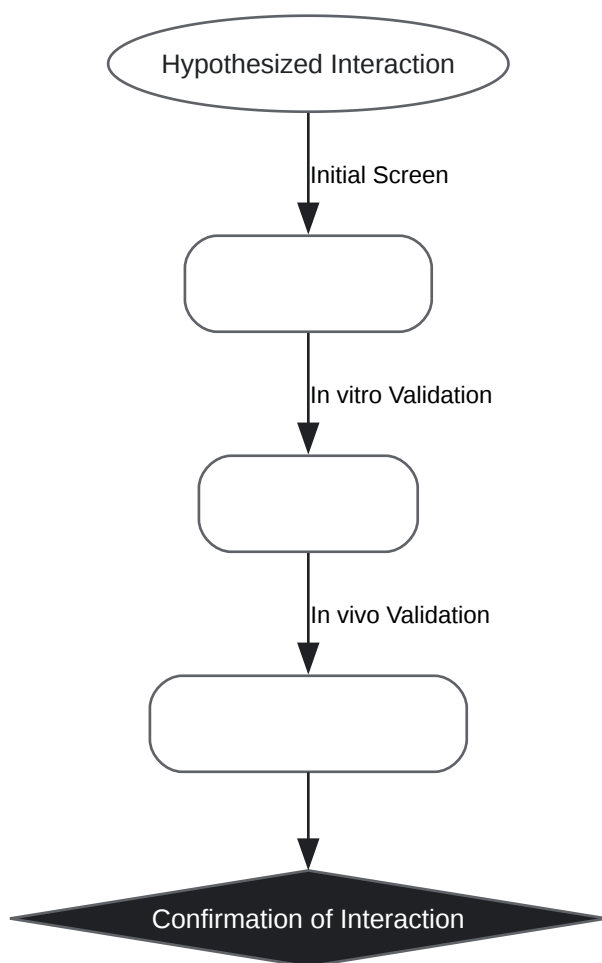 Hypothesized Interaction
Initial Screen
In vitro Validation
In vivo Validation
Confirmation of Interaction